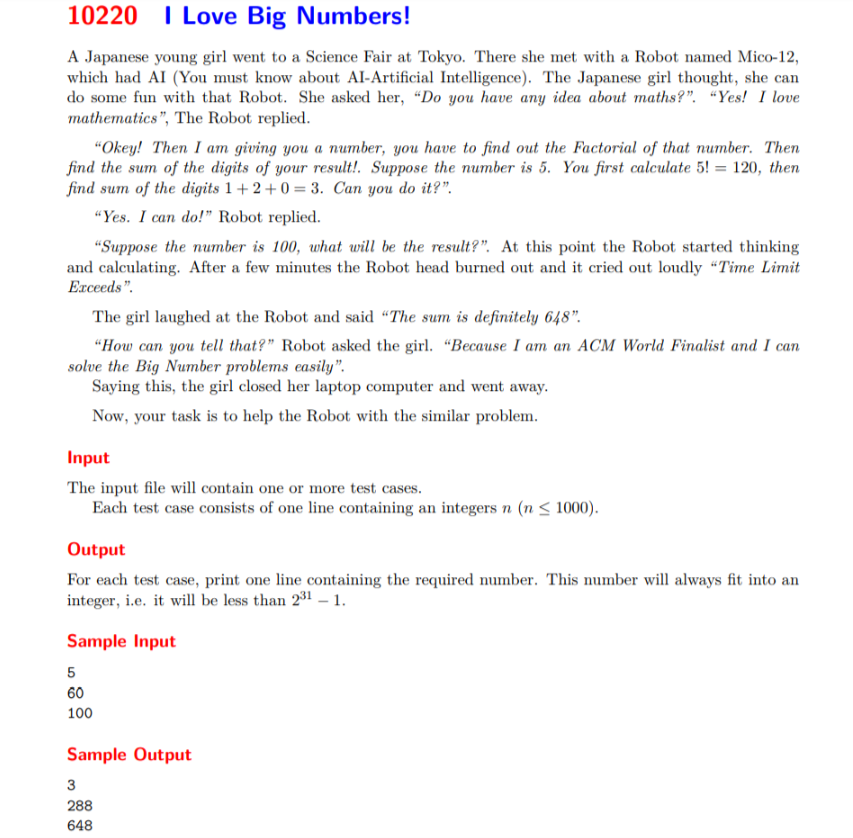 10220 I Love Big Numbers!
A Japanese young girl went to a Science Fair at Tokyo. There she met with a Robot named Mico-12,
which had AI (You must know about AI-Artificial Intelligence). The Japanese girl thought, she can
do some fun with that Robot. She asked her, “Do you have any idea about maths?”. “Yes! I love
mathematics”, The Robot replied.
“Okey! Then I am giving you a number, you have to find out the Factorial of that number. Then
find the sum of the digits of your result!. Suppose the number is 5. You first calculate 5! = 120, then
find sum of the digits 1 + 2 + 0 = 3. Can you do it?”.
“Yes. I can do!” Robot replied.
“Suppose the number is 100, what will be the result?”. At this point the Robot started thinking
and calculating. After a few minutes the Robot head burned out and it cried out loudly “Time Limit
Exceeds”.
The girl laughed at the Robot and said “The sum is definitely 648”.
“How can you tell that?” Robot asked the girl. “Because I am an ACM World Finalist and I can
solve the Big Number problems easily”.
Saying this, the girl closed her laptop computer and went away.
Now, your task is to help the Robot with the similar problem.
Input
The input file will contain one or more test cases.
Each test case consists of one line containing an integers n (n ≤ 1000).
Output
For each test case, print one line containing the required number. This number will always fit into an
integer, i.e. it will be less than 2³¹ − 1.
Sample Input
5
60
100
Sample Output
3
288
648